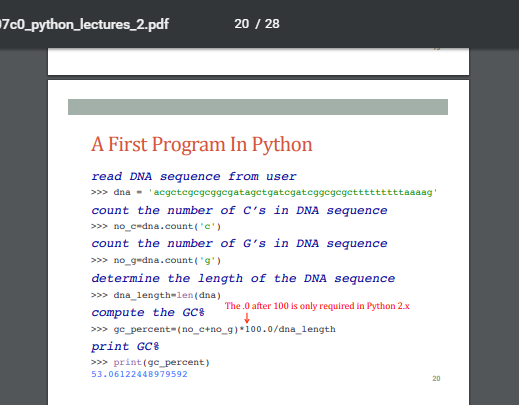 07c0_python_lectures_2.pdf 20 / 28
A First Program In Python
read DNA sequence from user
>>> dna = 'acgctcgcgcggcgatagctgatcgatcggcgcgctttttttttaaaag'
count the number of C's in DNA sequence
>>> no_c=dna.count('c')
count the number of G's in DNA sequence
>>> no_g=dna.count('g')
determine the length of the DNA sequence
>>> dna_length=len(dna)
The .0 after 100 is only required in Python 2.x
compute the GC%
>>> gc_percent=(no_c+no_g)*100.0/dna_length
print GC%
>>> print(gc_percent)
53.06122448979592
20